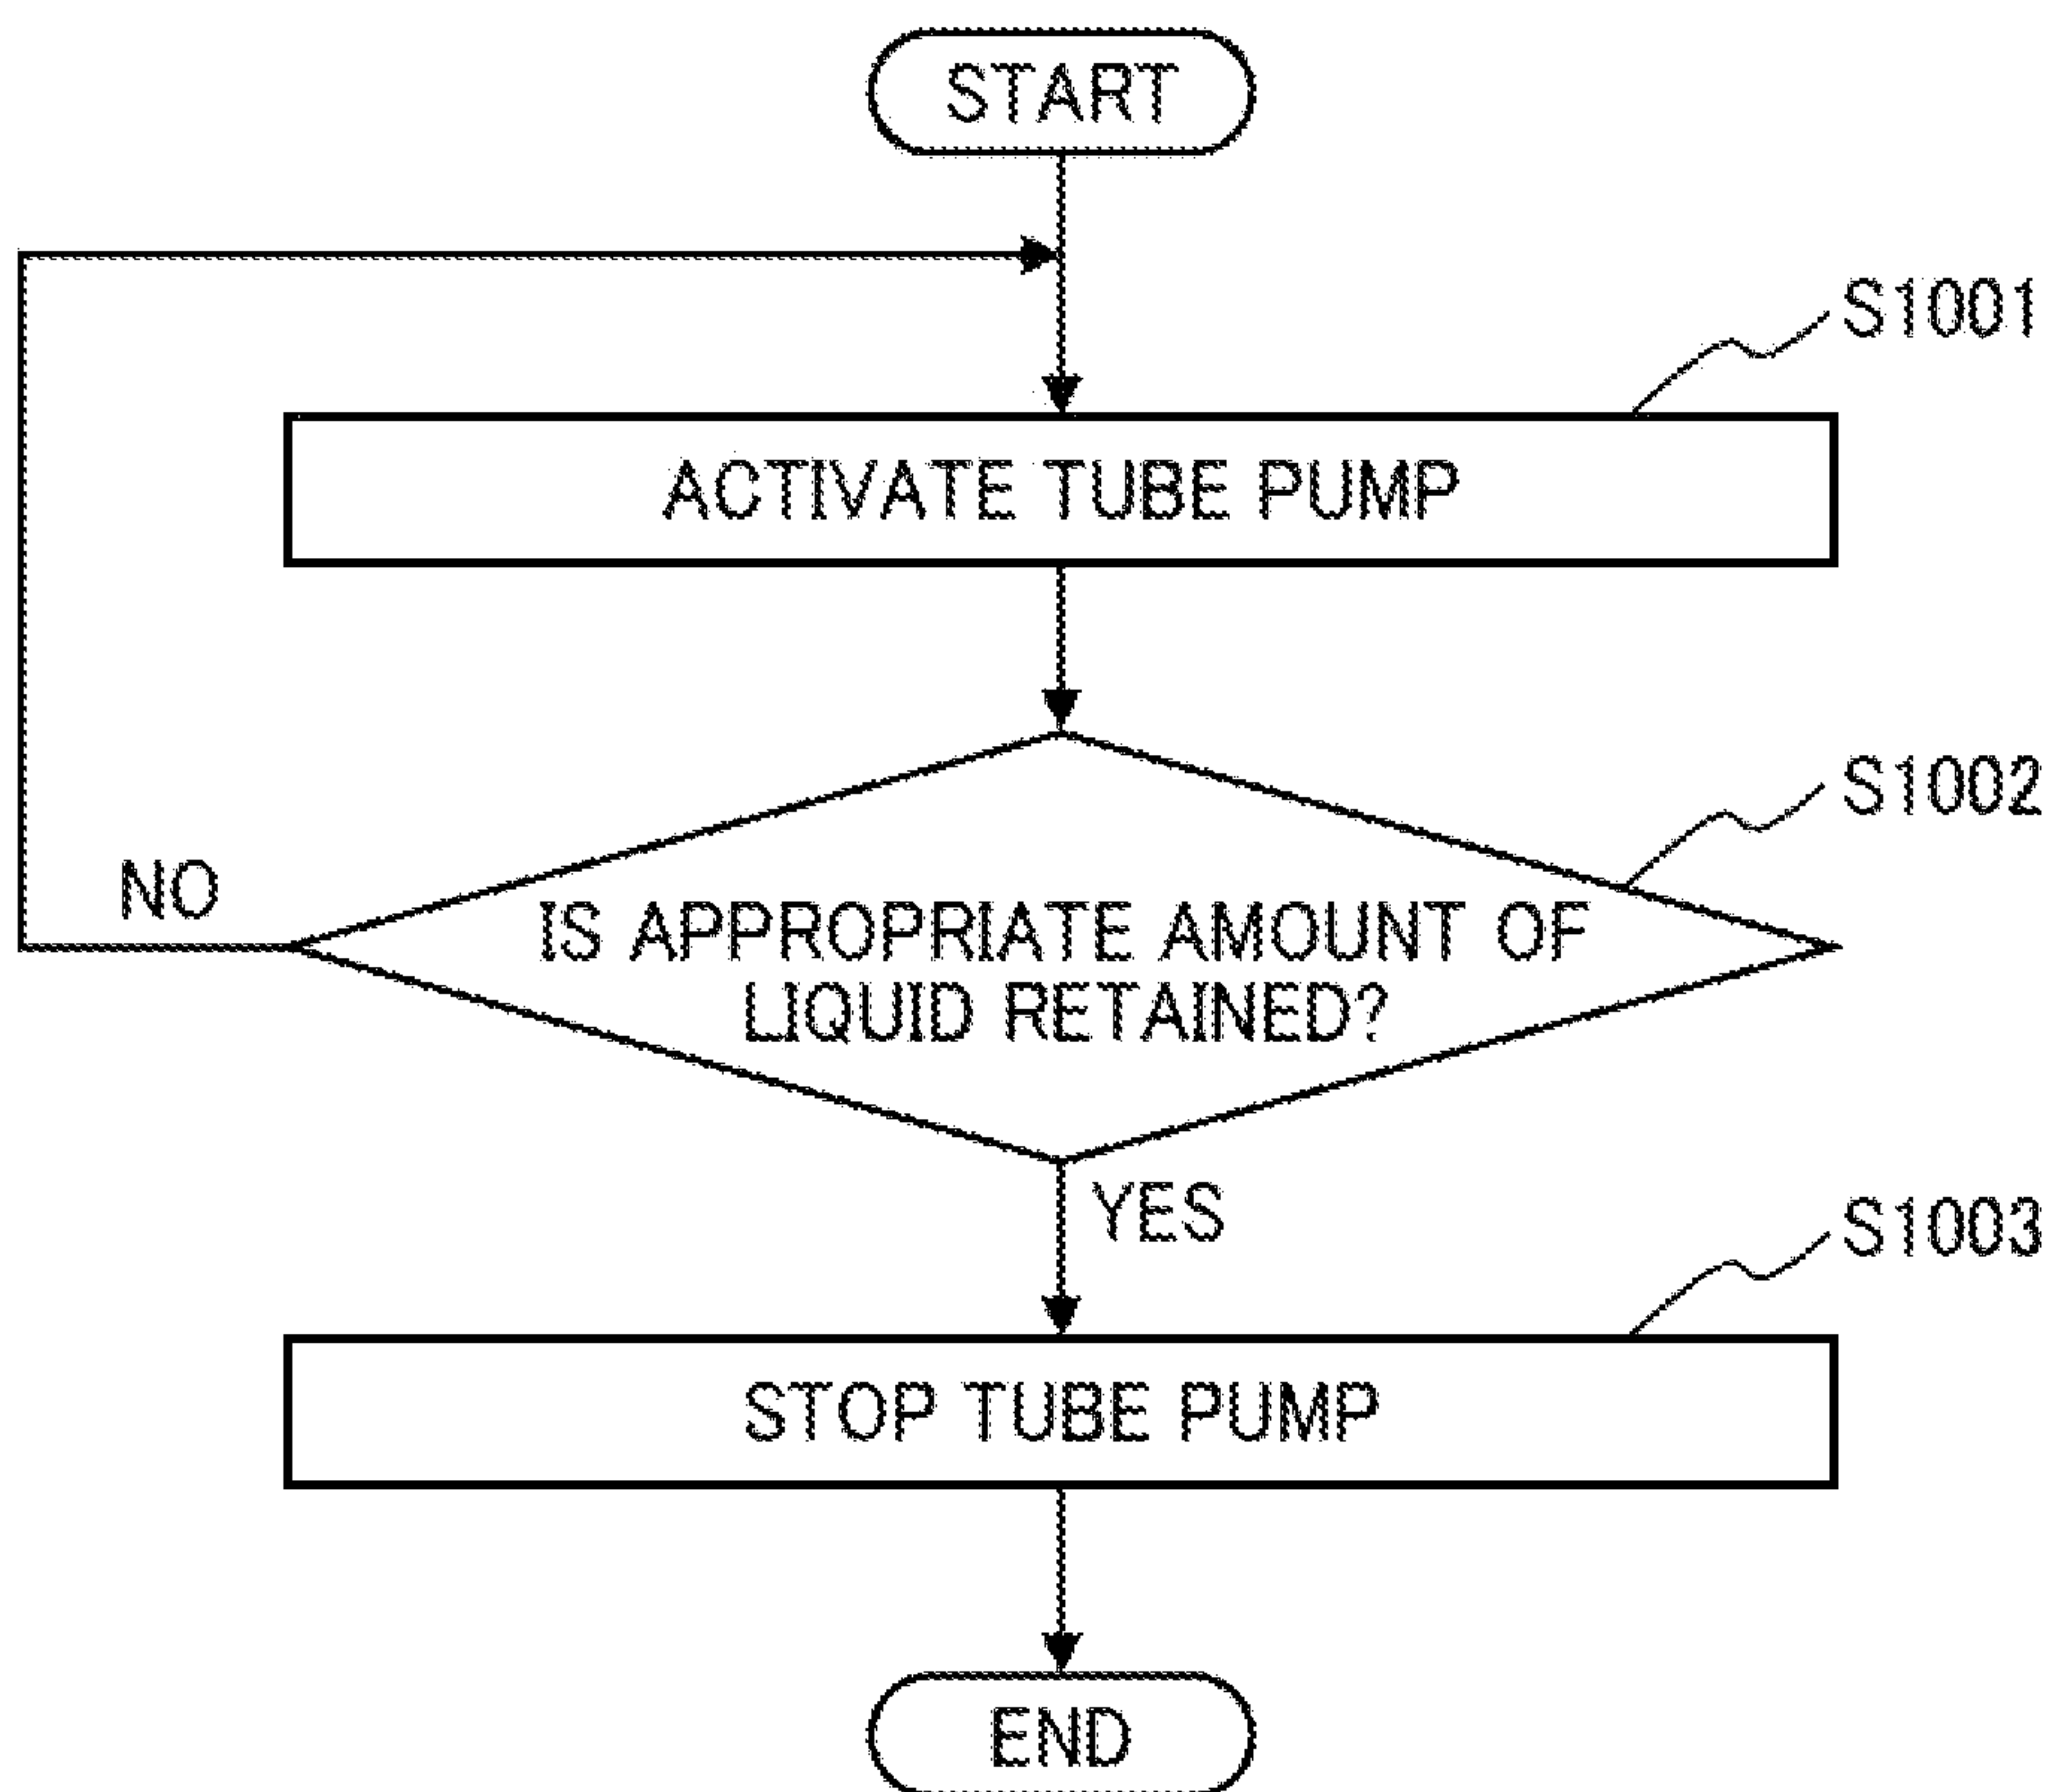 START
S1001
ACTIVATE TUBE PUMP
S1002
NO
IS APPROPRIATE AMOUNT OF
LIQUID RETAINED?
YES
S1003
STOP TUBE PUMP
END